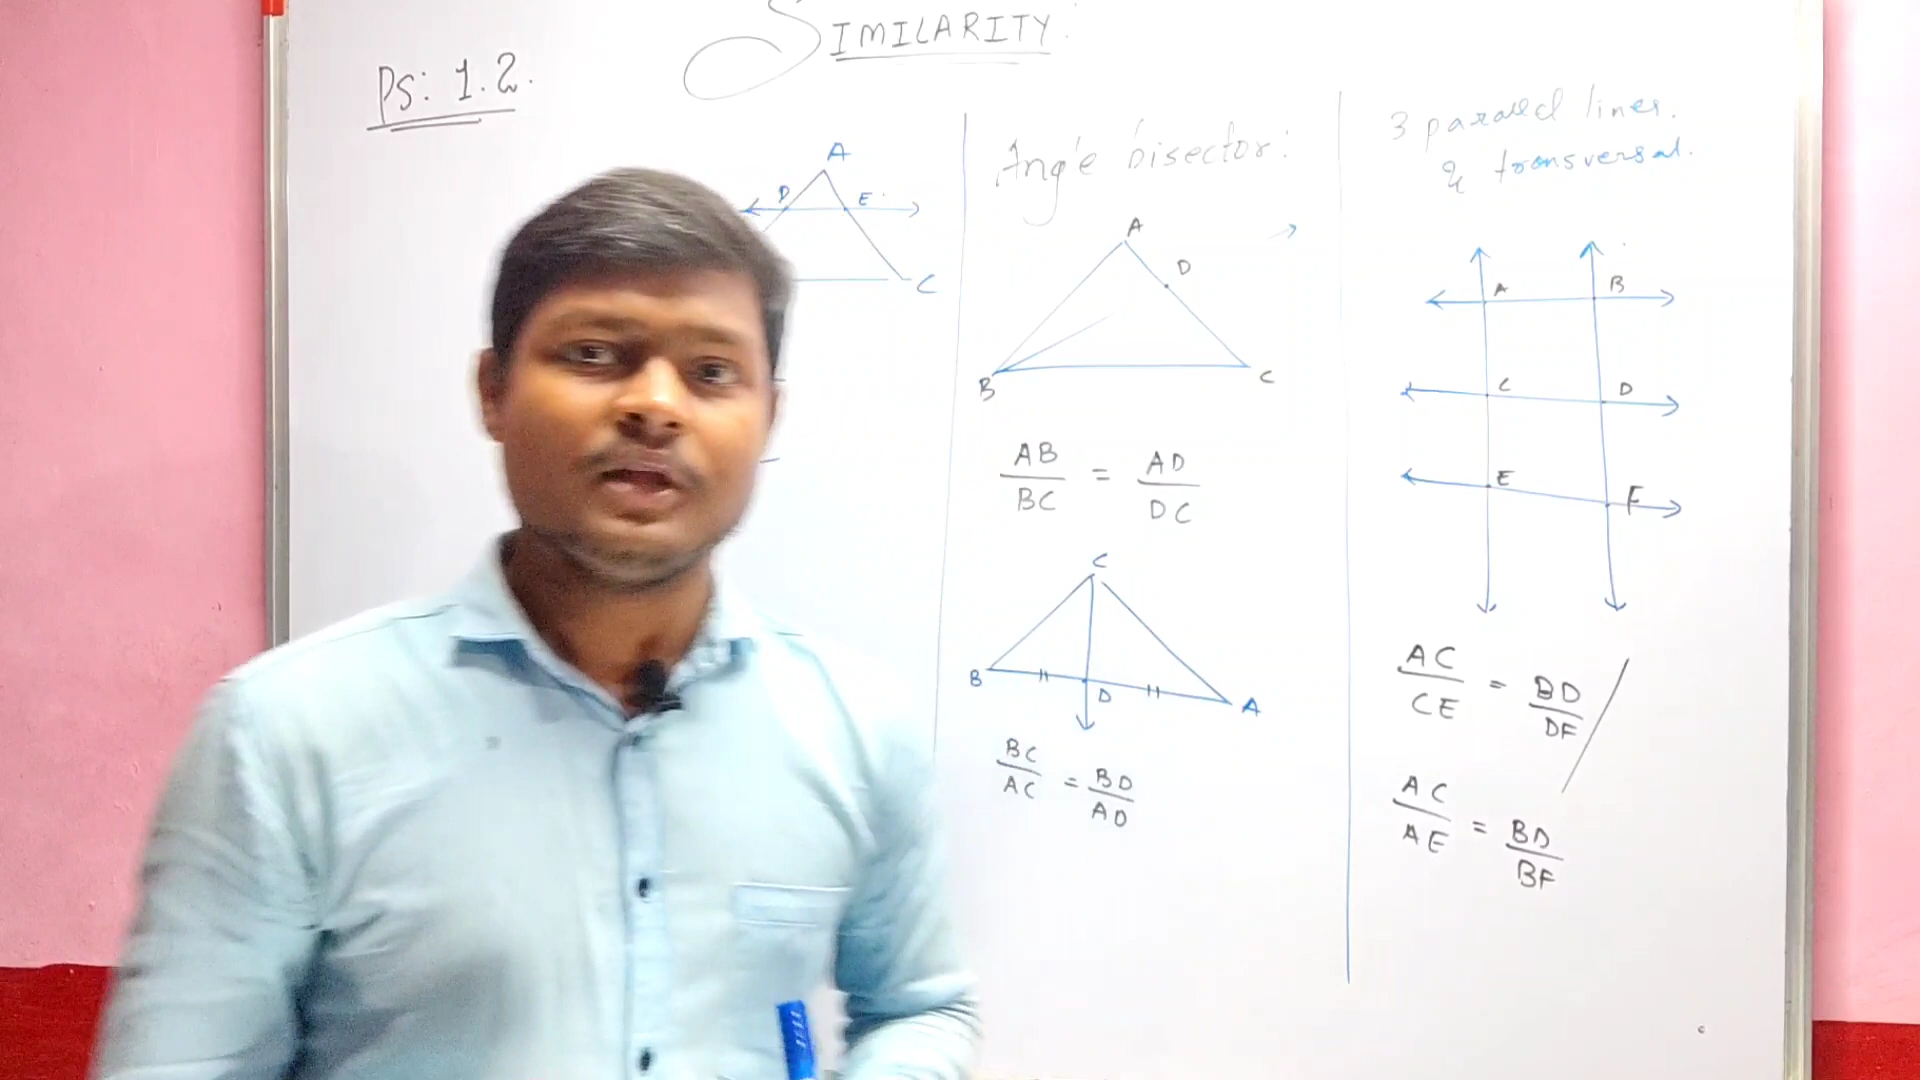 SIMILARITY:
Ps: 1.2.
A
D E
C
Angle bisector:
A
D
B C
AB/BC = AD/DC
C
B D A
BC/AC = BD/AD
3 parallel lines.
& transversal.
A B
C D
E F
AC/CE = BD/DF
AC/AE = BD/BF